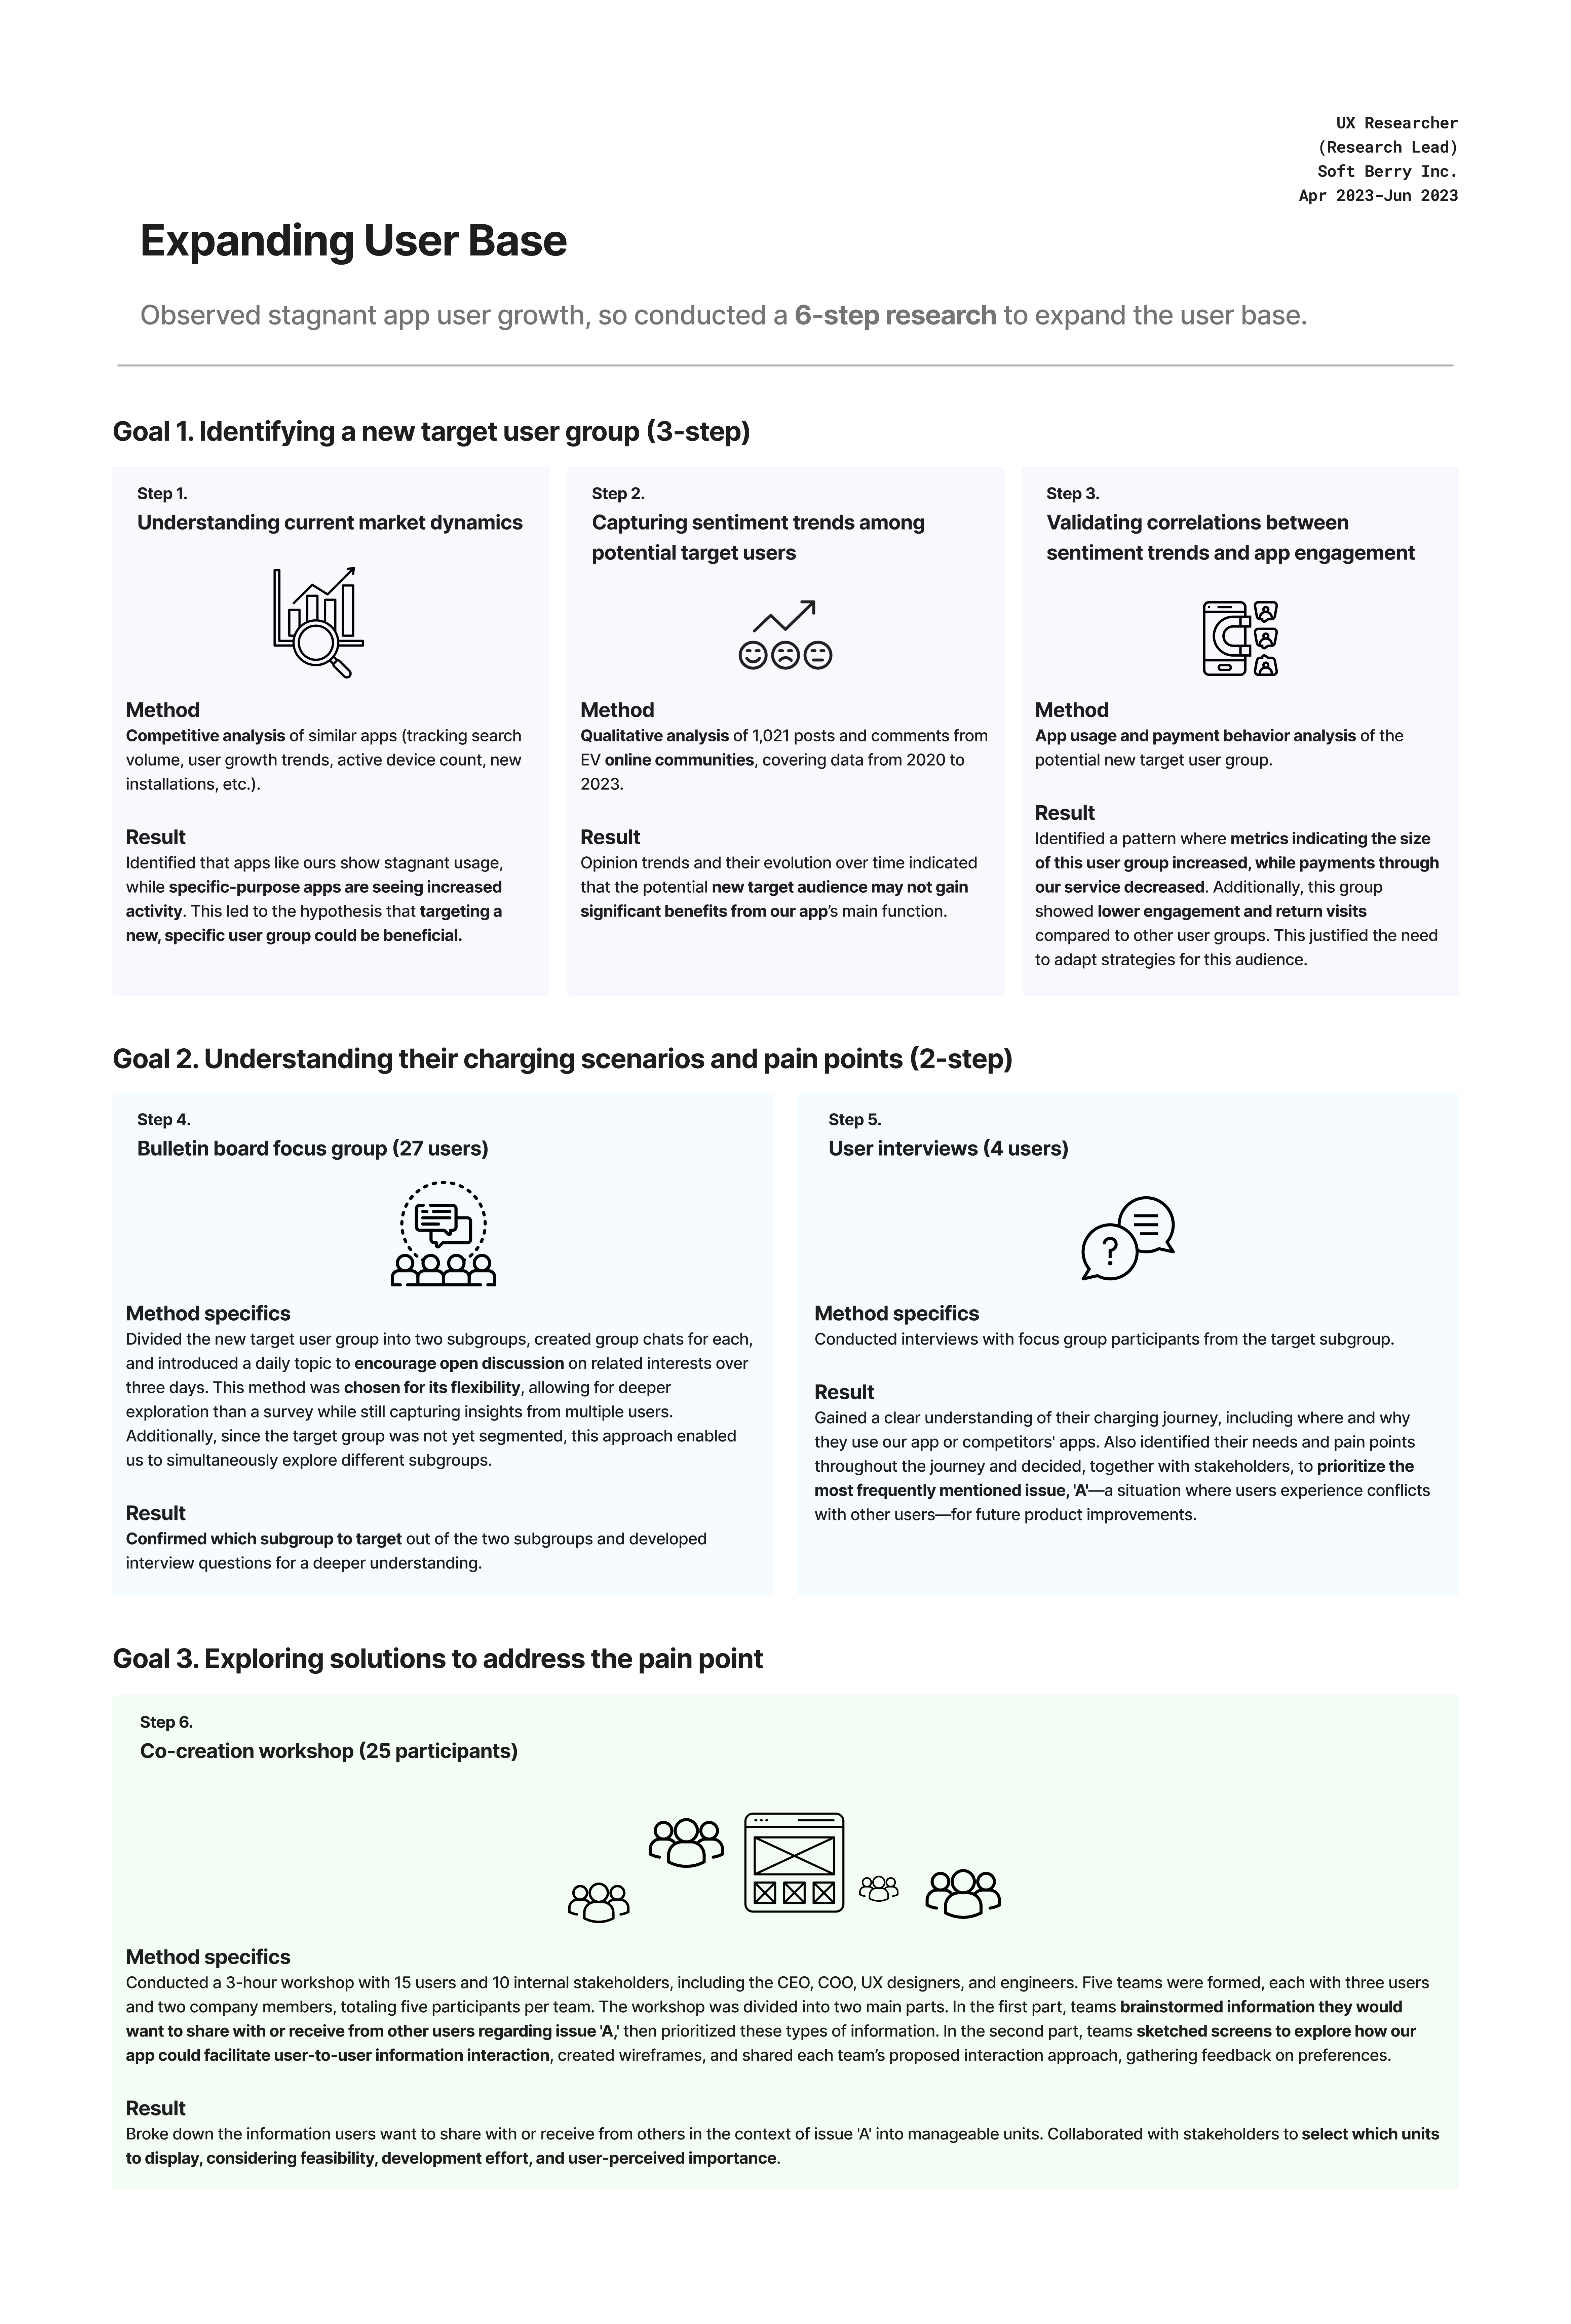 UX Researcher
(Research Lead)
Soft Berry Inc.
Apr 2023-Jun 2023
Expanding User Base
Observed stagnant app user growth, so conducted a 6-step research to expand the user base.
Goal 1. Identifying a new target user group (3-step)
Step 1.
Understanding current market dynamics
Method
Competitive analysis of similar apps (tracking search
volume, user growth trends, active device count, new
installations, etc.).
Result
Identified that apps like ours show stagnant usage,
while specific-purpose apps are seeing increased
activity. This led to the hypothesis that targeting a
new, specific user group could be beneficial.
Step 2.
Capturing sentiment trends among
potential target users
Method
Qualitative analysis of 1,021 posts and comments from
EV online communities, covering data from 2020 to
2023.
Result
Opinion trends and their evolution over time indicated
that the potential new target audience may not gain
significant benefits from our app's main function.
Step 3.
Validating correlations between
sentiment trends and app engagement
Method
App usage and payment behavior analysis of the
potential new target user group.
Result
Identified a pattern where metrics indicating the size
of this user group increased, while payments through
our service decreased. Additionally, this group
showed lower engagement and return visits
compared to other user groups. This justified the need
to adapt strategies for this audience.
Goal 2. Understanding their charging scenarios and pain points (2-step)
Step 4.
Bulletin board focus group (27 users)
Method specifics
Divided the new target user group into two subgroups, created group chats for each,
and introduced a daily topic to encourage open discussion on related interests over
three days. This method was chosen for its flexibility, allowing for deeper
exploration than a survey while still capturing insights from multiple users.
Additionally, since the target group was not yet segmented, this approach enabled
us to simultaneously explore different subgroups.
Result
Confirmed which subgroup to target out of the two subgroups and developed
interview questions for a deeper understanding.
Step 5.
User interviews (4 users)
Method specifics
Conducted interviews with focus group participants from the target subgroup.
Result
Gained a clear understanding of their charging journey, including where and why
they use our app or competitors' apps. Also identified their needs and pain points
throughout the journey and decided, together with stakeholders, to prioritize the
most frequently mentioned issue, 'A'—a situation where users experience conflicts
with other users—for future product improvements.
Goal 3. Exploring solutions to address the pain point
Step 6.
Co-creation workshop (25 participants)
Method specifics
Conducted a 3-hour workshop with 15 users and 10 internal stakeholders, including the CEO, COO, UX designers, and engineers. Five teams were formed, each with three users
and two company members, totaling five participants per team. The workshop was divided into two main parts. In the first part, teams brainstormed information they would
want to share with or receive from other users regarding issue 'A,' then prioritized these types of information. In the second part, teams sketched screens to explore how our
app could facilitate user-to-user information interaction, created wireframes, and shared each team's proposed interaction approach, gathering feedback on preferences.
Result
Broke down the information users want to share with or receive from others in the context of issue 'A' into manageable units. Collaborated with stakeholders to select which units
to display, considering feasibility, development effort, and user-perceived importance.